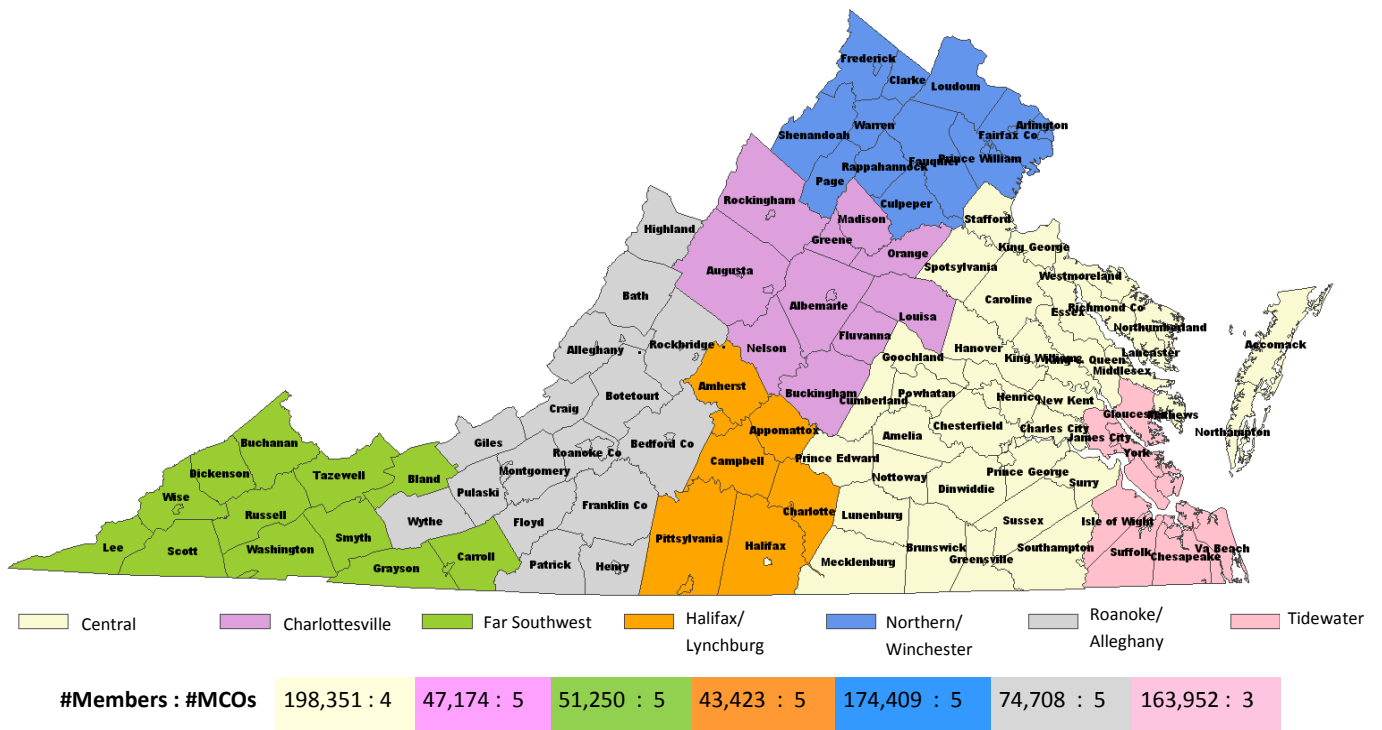 Frederick
Clarke
Loudoun
Shenandoah
Warren
Arlington
Fairfax Co
Fauquier
Prince William
Rappahannock
Page
Culpeper
Rockingham
Madison
Stafford
Highland
Greene
Orange
King George
Augusta
Spotsylvania
Westmoreland
Bath
Albemarle
Caroline
Richmond Co
Essex
Louisa
Northumberland
Fluvanna
Accomack
Alleghany
Rockbridge
Nelson
Hanover
Goochland
King William
King & Queen
Lancaster
Middlesex
Amherst
Buckingham
Cumberland
Powhatan
Botetourt
Henrico
New Kent
Craig
Gloucester
Mathews
Giles
Appomattox
Chesterfield
Charles City
James City
Northampton
Buchanan
Roanoke Co
Bedford Co
Amelia
York
Dickenson
Tazewell
Bland
Montgomery
Campbell
Prince Edward
Prince George
Nottoway
Surry
Wise
Pulaski
Dinwiddie
Russell
Wythe
Floyd
Franklin Co
Charlotte
Lunenburg
Sussex
Isle of Wight
Lee
Scott
Washington
Smyth
Pittsylvania
Halifax
Brunswick
Southampton
Suffolk
Chesapeake
Va Beach
Grayson
Carroll
Patrick
Henry
Mecklenburg
Greensville
Central
Charlottesville
Far Southwest
Halifax/
Lynchburg
Northern/
Winchester
Roanoke/
Alleghany
Tidewater
#Members : #MCOs 198,351 : 4 47,174 : 5 51,250 : 5 43,423 : 5 174,409 : 5 74,708 : 5 163,952 : 3